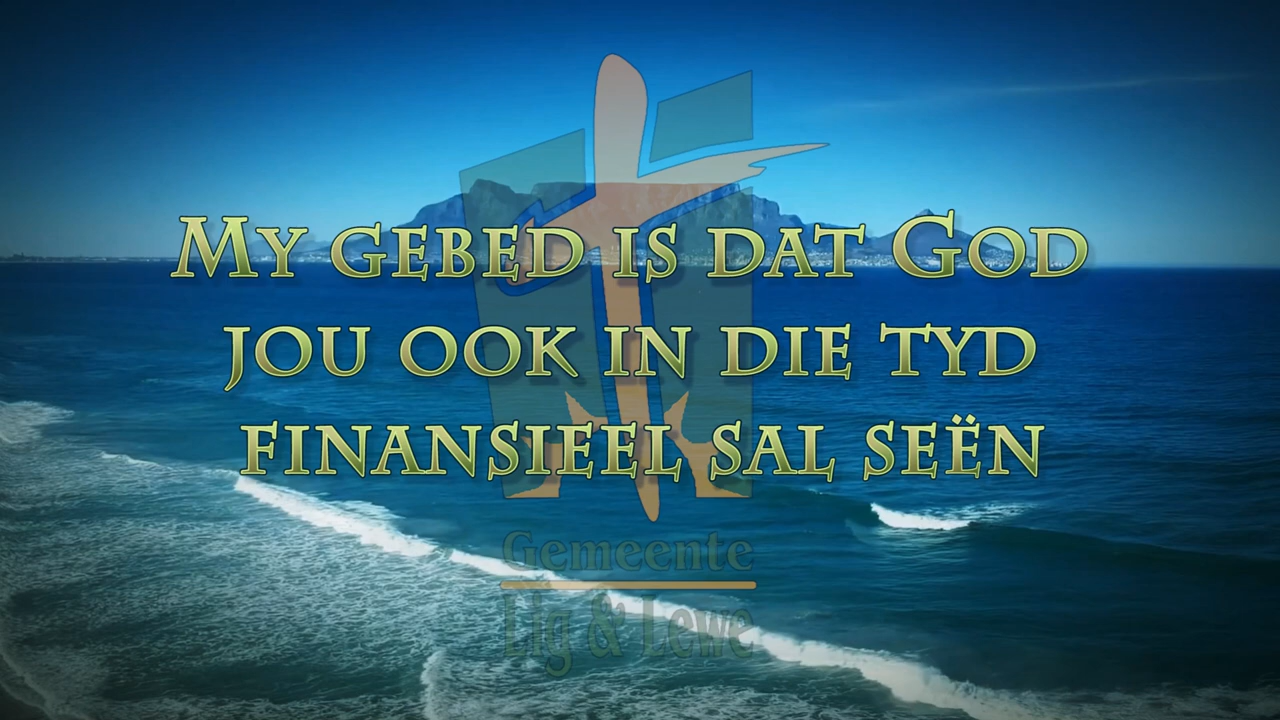 My gebed is dat God
jou ook in die tyd
finansieel sal seën
Gemeente
Lig & Lewe